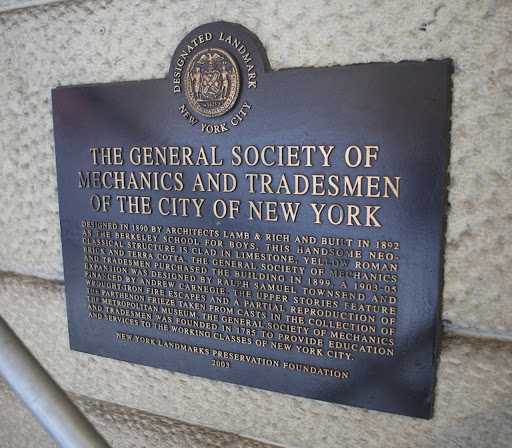 DESIGNATED LANDMARK
NEW YORK CITY
THE GENERAL SOCIETY OF
MECHANICS AND TRADESMEN
OF THE CITY OF NEW YORK
DESIGNED IN 1890 BY ARCHITECTS LAMB & RICH AND BUILT IN 1892
AS THE BERKELEY SCHOOL FOR BOYS, THIS HANDSOME NEO-
CLASSICAL STRUCTURE IS CLAD IN LIMESTONE, YELLOW ROMAN
BRICK AND TERRA COTTA. THE GENERAL SOCIETY OF MECHANICS
AND TRADESMEN PURCHASED THE BUILDING IN 1899. A 1903-05
EXPANSION WAS DESIGNED BY RALPH SAMUEL TOWNSEND AND
FINANCED BY ANDREW CARNEGIE. THE UPPER STORIES FEATURE
WROUGHT-IRON FIRE ESCAPES AND A PARTIAL REPRODUCTION OF
THE PARTHENON FRIEZE TAKEN FROM CASTS IN THE COLLECTION OF
THE METROPOLITAN MUSEUM. THE GENERAL SOCIETY OF MECHANICS
AND TRADESMEN WAS FOUNDED IN 1785 TO PROVIDE EDUCATION
AND SERVICES TO THE WORKING CLASSES OF NEW YORK CITY.
NEW YORK LANDMARKS PRESERVATION FOUNDATION
2003